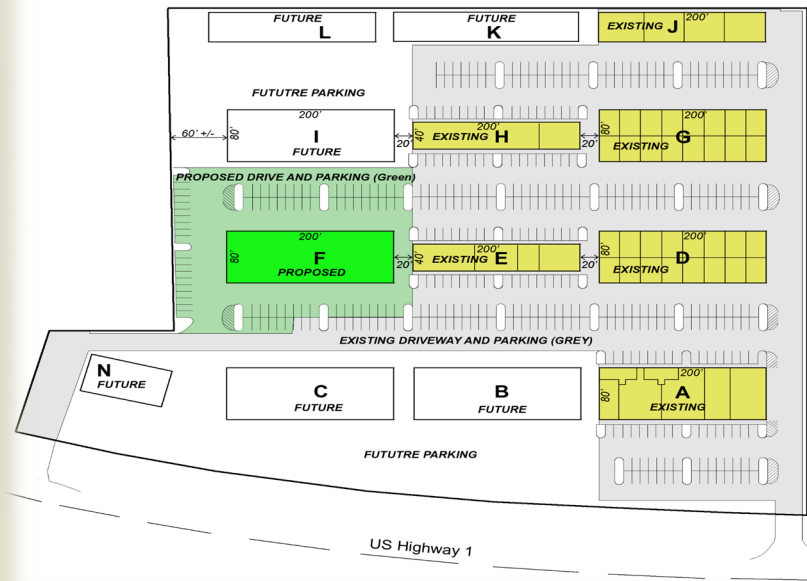 FUTURE
L
FUTURE
K
EXISTING J 200'
FUTUTRE PARKING
200'
60' +/-
80'
I
FUTURE
20'
40'
200'
EXISTING H
20'
80'
200'
G
EXISTING
PROPOSED DRIVE AND PARKING (Green)
200'
80'
F
PROPOSED
20'
40'
200'
EXISTING E
20'
80'
200'
D
EXISTING
EXISTING DRIVEWAY AND PARKING (GREY)
N
FUTURE
C
FUTURE
B
FUTURE
200'
80'
A
EXISTING
FUTUTRE PARKING
US Highway 1